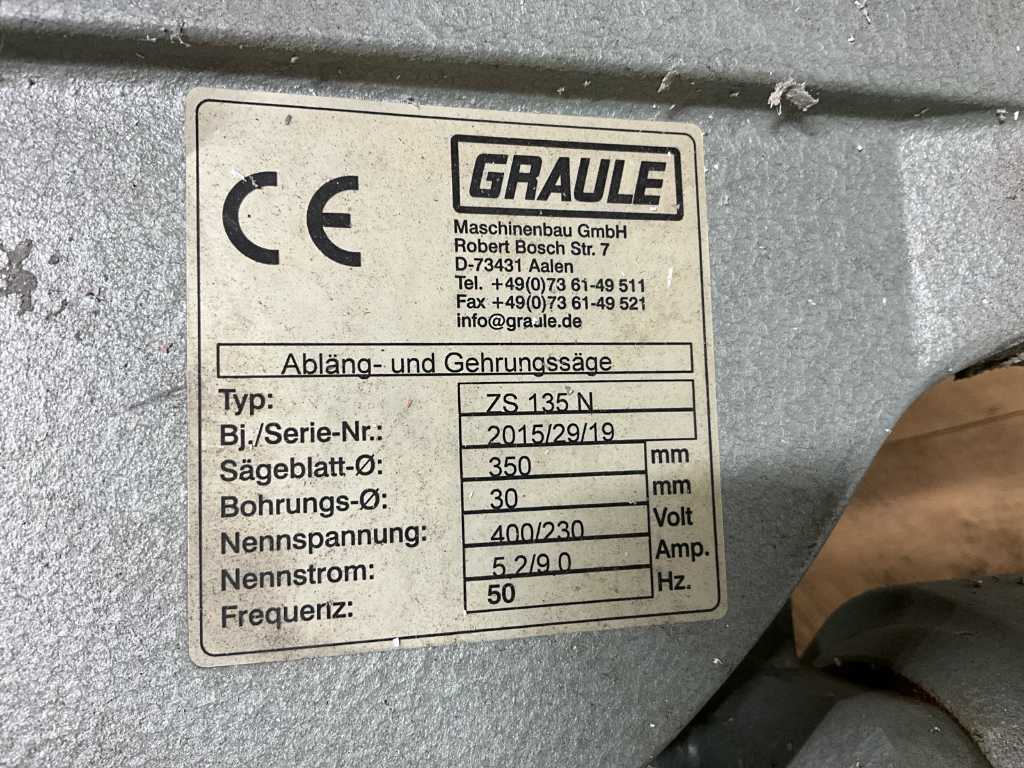 CE
GRAULE
Maschinenbau GmbH
Robert Bosch Str. 7
D-73431 Aalen
Tel. +49(0)73 61-49 511
Fax +49(0)73 61-49 521
info@graule.de
Abläng- und Gehrungssäge
Typ: ZS 135 N
Bj./Serie-Nr.: 2015/29/19
Sägeblatt-Ø: 350 mm
Bohrungs-Ø: 30 mm
Nennspannung: 400/230 Volt
Nennstrom: 5,2/9,0 Amp.
Frequenz: 50 Hz.